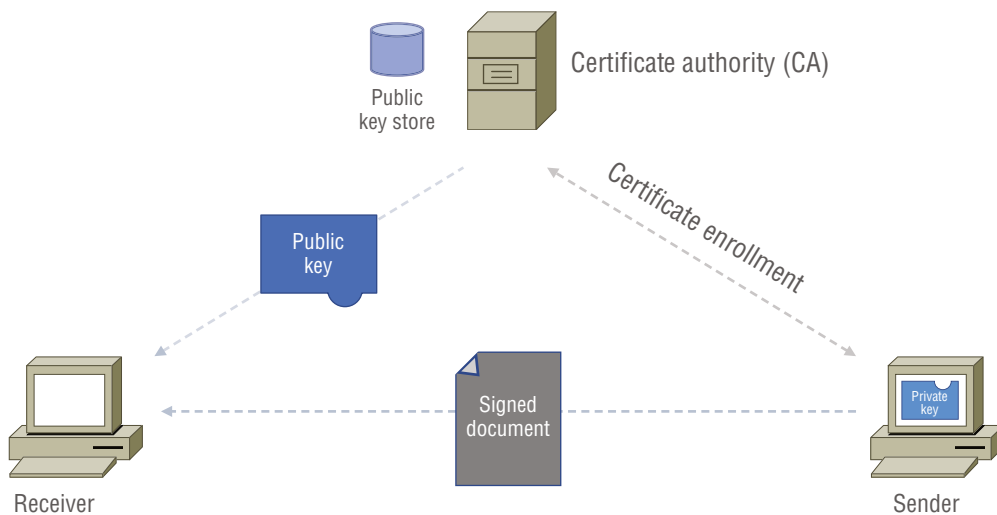 Certificate authority (CA)
Public
key store
Certificate enrollment
Public
key
Signed
document
Private
key
Receiver
Sender